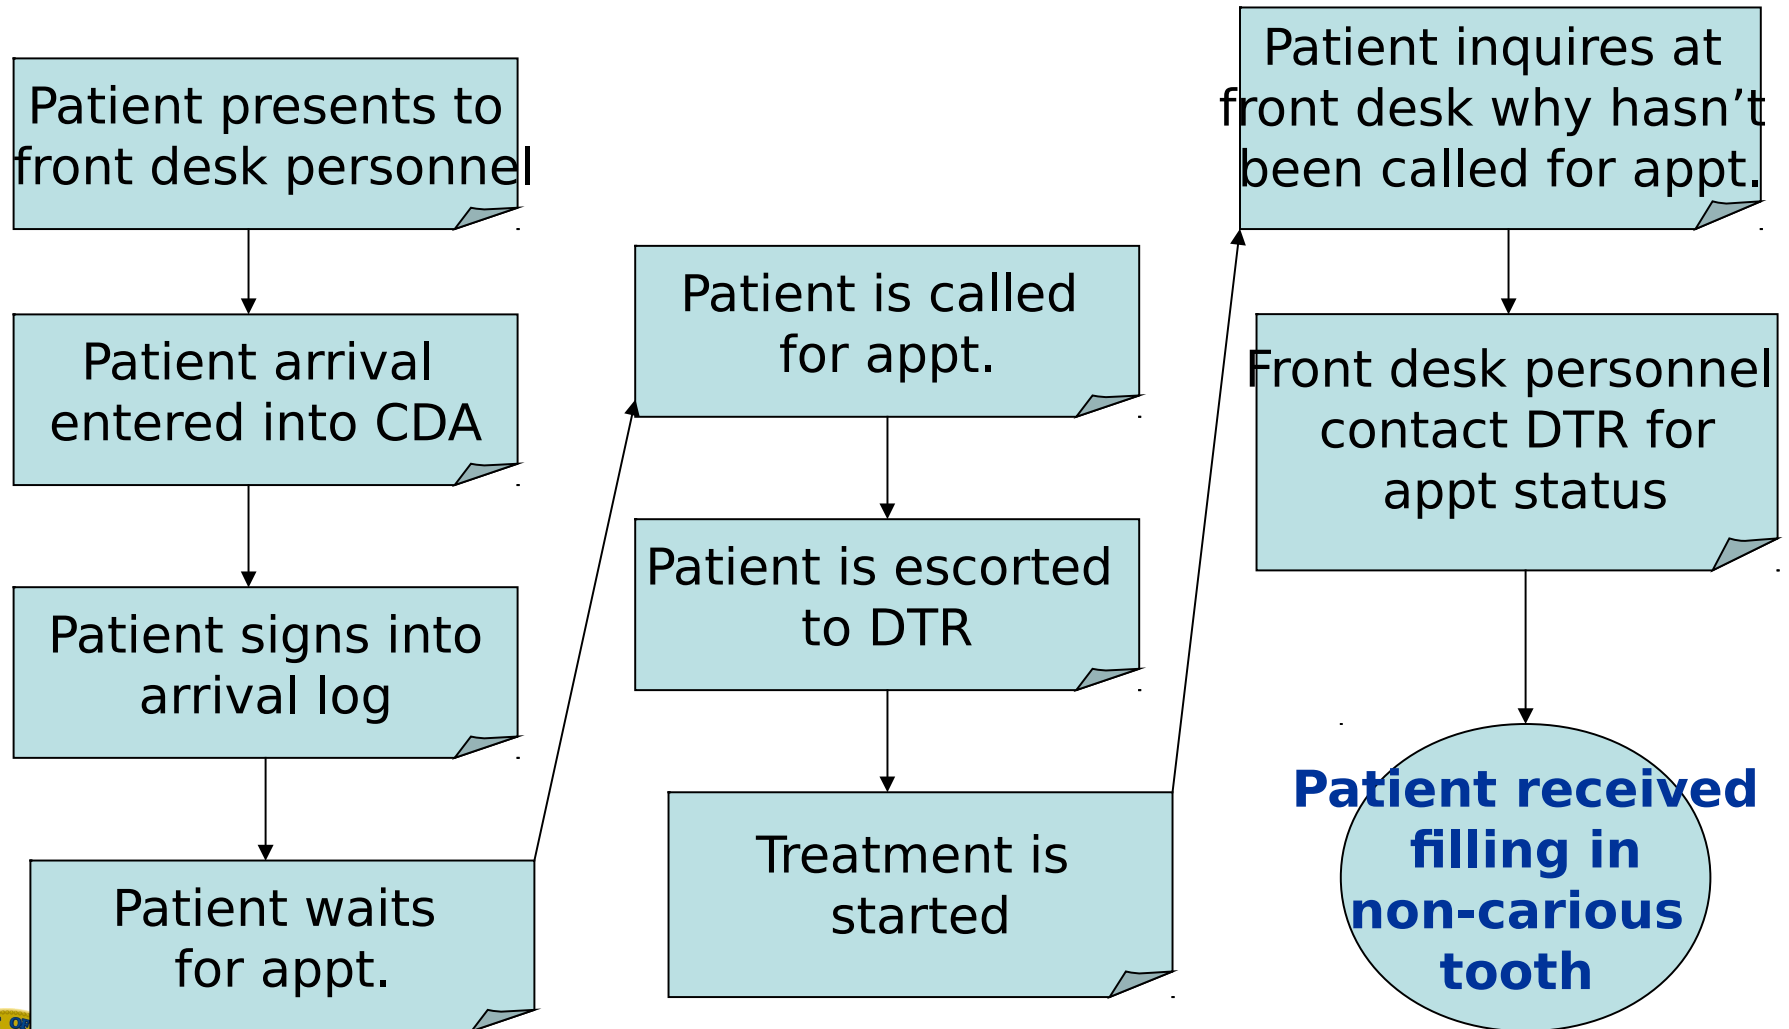 Patient presents to
front desk personnel
Patient arrival
entered into CDA
Patient signs into
arrival log
Patient waits
for appt.
Patient is called
for appt.
Patient is escorted
to DTR
Treatment is
started
Patient inquires at
front desk why hasn’t
been called for appt.
Front desk personnel
contact DTR for
appt status
Patient received
filling in
non-carious
tooth